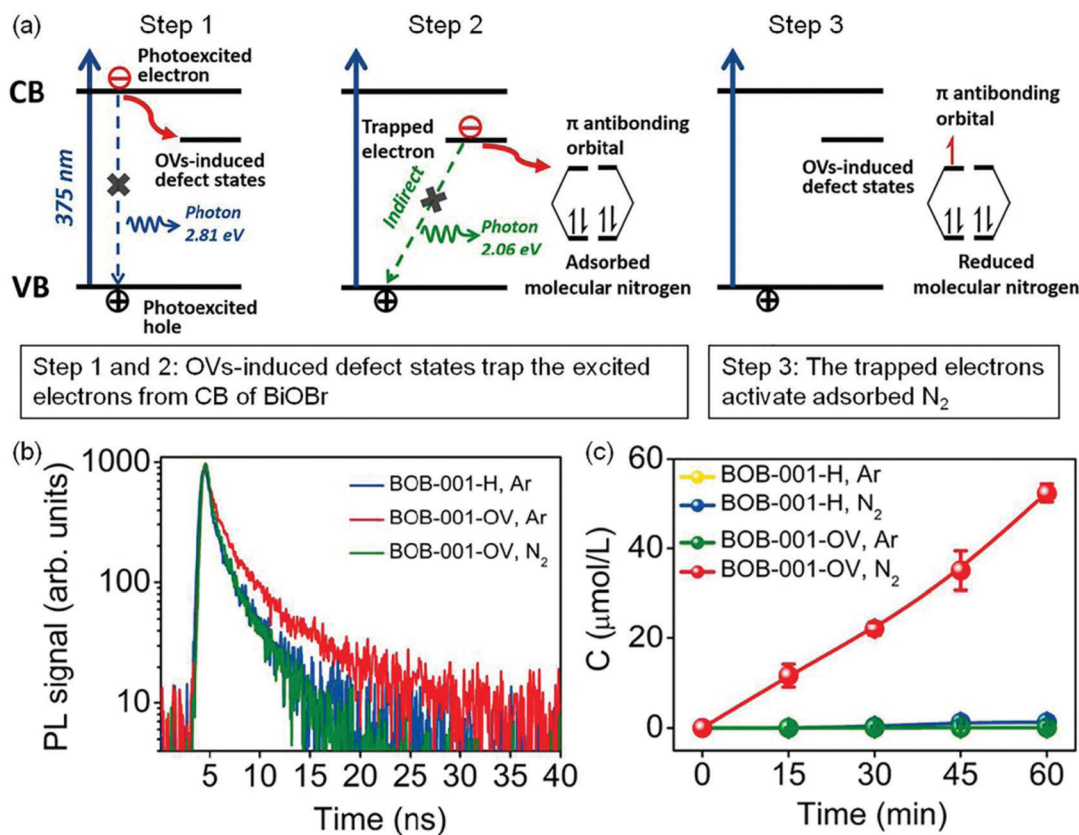 (a)
Step 1
Step 2
Step 3
Photoexcited
electron
CB
OVs-induced
defect states
375 nm
Photon
2.81 eV
VB
Photoexcited
hole
Trapped
electron
π antibonding
orbital
Indirect
Photon
2.06 eV
Adsorbed
molecular nitrogen
π antibonding
orbital
OVs-induced
defect states
Reduced
molecular nitrogen
Step 1 and 2: OVs-induced defect states trap the excited
electrons from CB of BiOBr
Step 3: The trapped electrons
activate adsorbed N₂
(b)
PL signal (arb. units)
1000
100
10
BOB-001-H, Ar
BOB-001-OV, Ar
BOB-001-OV, N₂
5 10 15 20 25 30 35 40
Time (ns)
(c)
C (μmol/L)
60
40
20
0
BOB-001-H, Ar
BOB-001-H, N₂
BOB-001-OV, Ar
BOB-001-OV, N₂
0 15 30 45 60
Time (min)